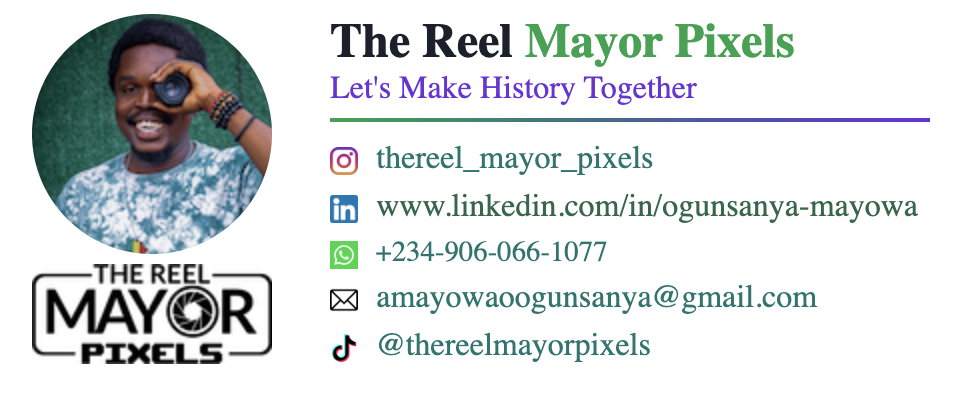 The Reel Mayor Pixels
Let's Make History Together
thereel_mayor_pixels
www.linkedin.com/in/ogunsanya-mayowa
+234-906-066-1077
amayowaoogunsanya@gmail.com
@thereelmayorpixels
THE REEL
MAYOR
PIXELS